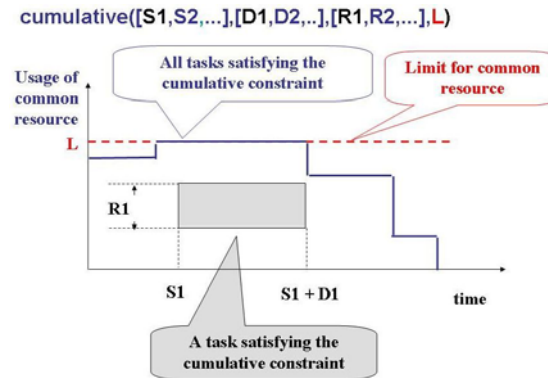 cumulative([S1,S2,...],[D1,D2,..],[R1,R2,...],L)
All tasks satisfying the
cumulative constraint
Usage of
common
resource
Limit for common
resource
L
R1
S1
S1 + D1
time
A task satisfying the
cumulative constraint